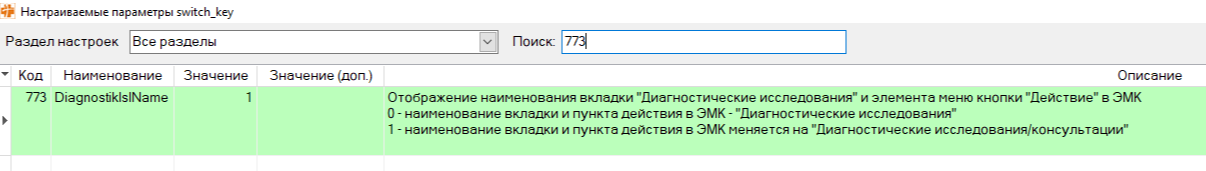 Настраиваемые параметры switch_key
Раздел настроек Все разделы Поиск: 773
Код Наименование Значение Значение (доп.) Описание
773 DiagnostikIslName 1 Отображение наименования вкладки "Диагностические исследования" и элемента меню кнопки "Действие" в ЭМК
0 - наименование вкладки и пункта действия в ЭМК - "Диагностические исследования"
1 - наименование вкладки и пункта действия в ЭМК меняется на "Диагностические исследования/консультации"